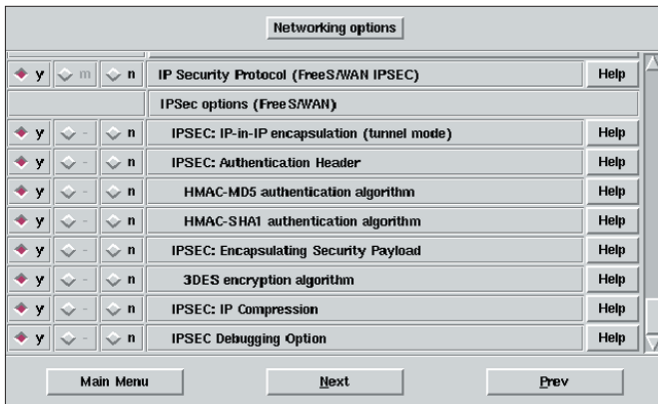 Networking options
y m n IP Security Protocol (FreeS/WAN IPSEC) Help
IPSec options (FreeS/WAN)
y - n IPSEC: IP-in-IP encapsulation (tunnel mode) Help
y - n IPSEC: Authentication Header Help
y - n HMAC-MD5 authentication algorithm Help
y - n HMAC-SHA1 authentication algorithm Help
y - n IPSEC: Encapsulating Security Payload Help
y - n 3DES encryption algorithm Help
y - n IPSEC: IP Compression Help
y - n IPSEC Debugging Option Help
Main Menu Next Prev